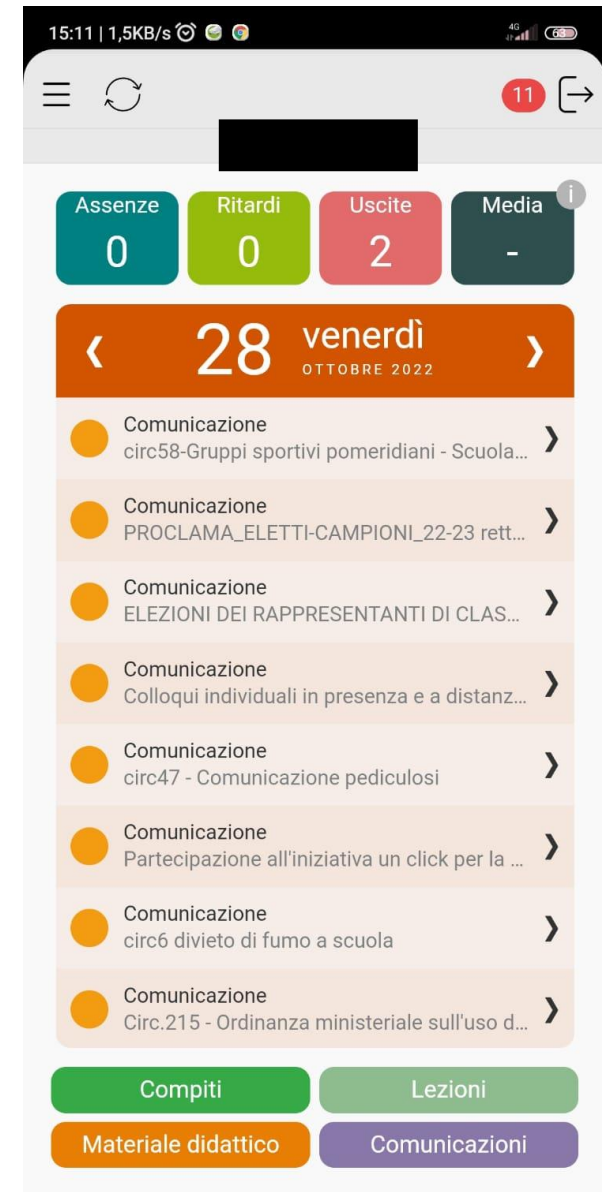 15:11 | 1,5KB/s 4G 63
11
Assenze Ritardi Uscite Media i
0 0 2 -
28 venerdì
OTTOBRE 2022
Comunicazione
circ58-Gruppi sportivi pomeridiani - Scuola...
Comunicazione
PROCLAMA_ELETTI-CAMPIONI_22-23 rett...
Comunicazione
ELEZIONI DEI RAPPRESENTANTI DI CLAS...
Comunicazione
Colloqui individuali in presenza e a distanz...
Comunicazione
circ47 - Comunicazione pediculosi
Comunicazione
Partecipazione all'iniziativa un click per la ...
Comunicazione
circ6 divieto di fumo a scuola
Comunicazione
Circ.215 - Ordinanza ministeriale sull'uso d...
Compiti Lezioni
Materiale didattico Comunicazioni